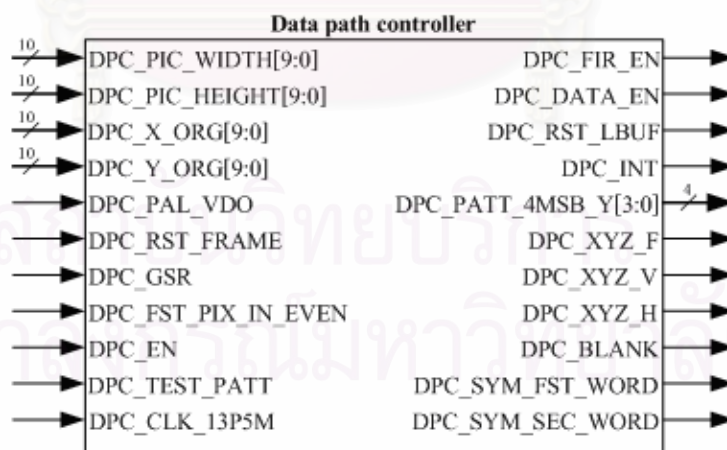 Data path controller
10 DPC_PIC_WIDTH[9:0] DPC_FIR_EN
10 DPC_PIC_HEIGHT[9:0] DPC_DATA_EN
10 DPC_X_ORG[9:0] DPC_RST_LBUF
10 DPC_Y_ORG[9:0] DPC_INT
DPC_PAL_VDO DPC_PATT_4MSB_Y[3:0] 4
DPC_RST_FRAME DPC_XYZ_F
DPC_GSR DPC_XYZ_V
DPC_FST_PIX_IN_EVEN DPC_XYZ_H
DPC_EN DPC_BLANK
DPC_TEST_PATT DPC_SYM_FST_WORD
DPC_CLK_13P5M DPC_SYM_SEC_WORD